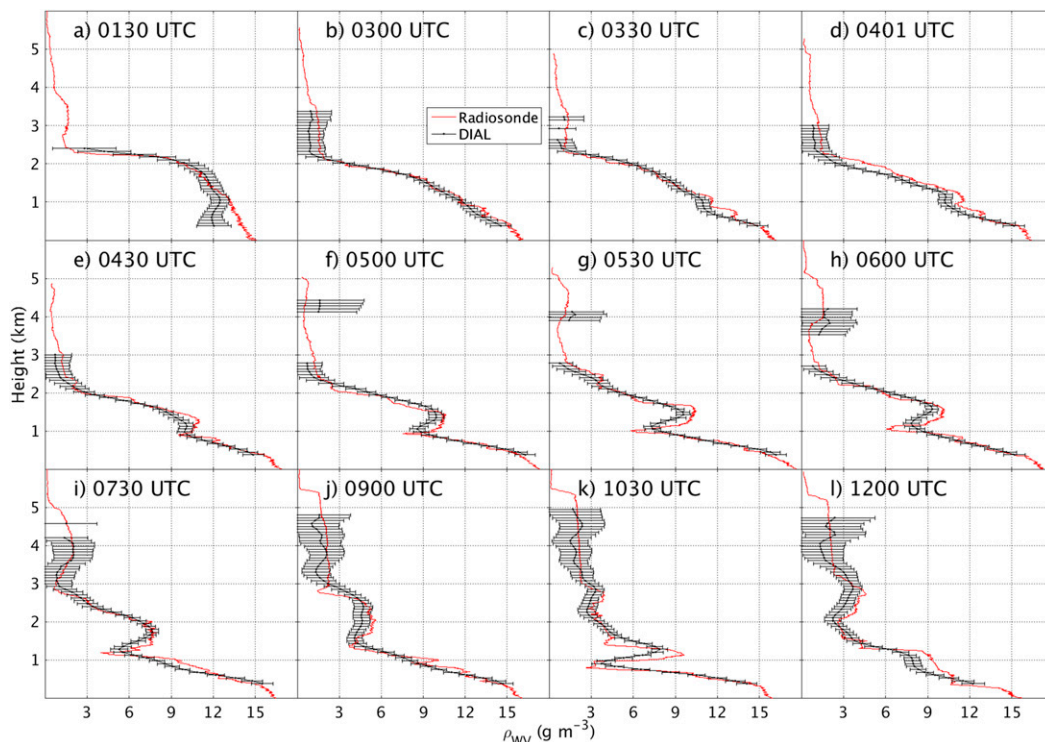 a) 0130 UTC
b) 0300 UTC
c) 0330 UTC
d) 0401 UTC
Radiosonde
DIAL
5
4
3
2
1
e) 0430 UTC
f) 0500 UTC
g) 0530 UTC
h) 0600 UTC
Height (km)
5
4
3
2
1
i) 0730 UTC
j) 0900 UTC
k) 1030 UTC
l) 1200 UTC
5
4
3
2
1
3 6 9 12 15 3 6 9 12 15 3 6 9 12 15 3 6 9 12 15
ρWV (g m⁻³)